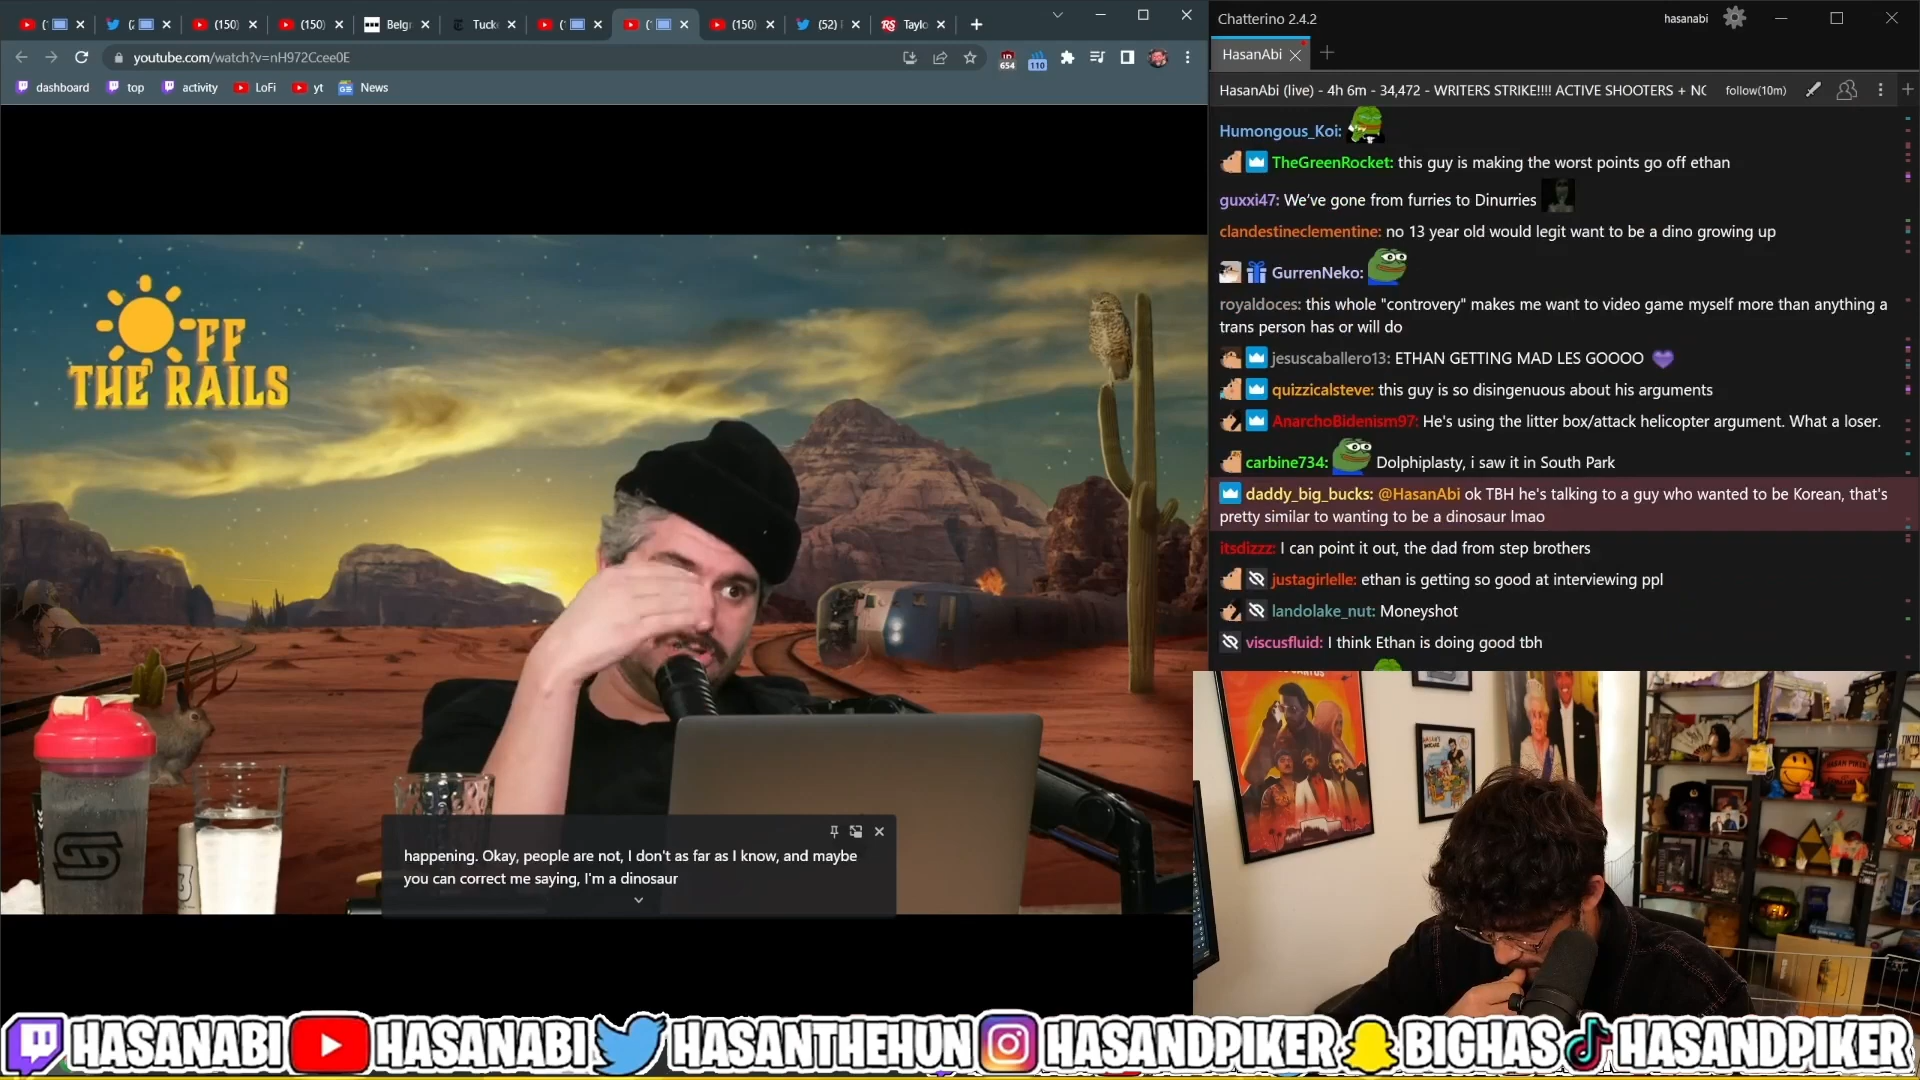 (150)
(150)
Belgr
Tuck
(150)
(52)
Taylo
youtube.com/watch?v=nH972Ccee0E
654
110
dashboard
top
activity
LoFi
yt
News
OFF
THE RAILS
happening. Okay, people are not, I don't as far as I know, and maybe
you can correct me saying, I'm a dinosaur
Chatterino 2.4.2
hasanabi
HasanAbi
HasanAbi (live) - 4h 6m - 34,472 - WRITERS STRIKE!!!! ACTIVE SHOOTERS + NO
follow(10m)
Humongous_Koi:
TheGreenRocket: this guy is making the worst points go off ethan
guxxi47: We've gone from furries to Dinurries
clandestineclementine: no 13 year old would legit want to be a dino growing up
GurrenNeko:
royaldoces: this whole "controvery" makes me want to video game myself more than anything a
trans person has or will do
jesuscaballero13: ETHAN GETTING MAD LES GOOOO
quizzicalsteve: this guy is so disingenuous about his arguments
AnarchoBidenism97: He's using the litter box/attack helicopter argument. What a loser.
carbine734: Dolphiplasty, i saw it in South Park
daddy_big_bucks: @HasanAbi ok TBH he's talking to a guy who wanted to be Korean, that's
pretty similar to wanting to be a dinosaur lmao
itsdizzz: I can point it out, the dad from step brothers
justagirlelle: ethan is getting so good at interviewing ppl
landolake_nut: Moneyshot
viscusfluid: I think Ethan is doing good tbh
HASANABI HASANABI HASANTHEHUN HASANDPIKER BIGHAS HASANDPIKER